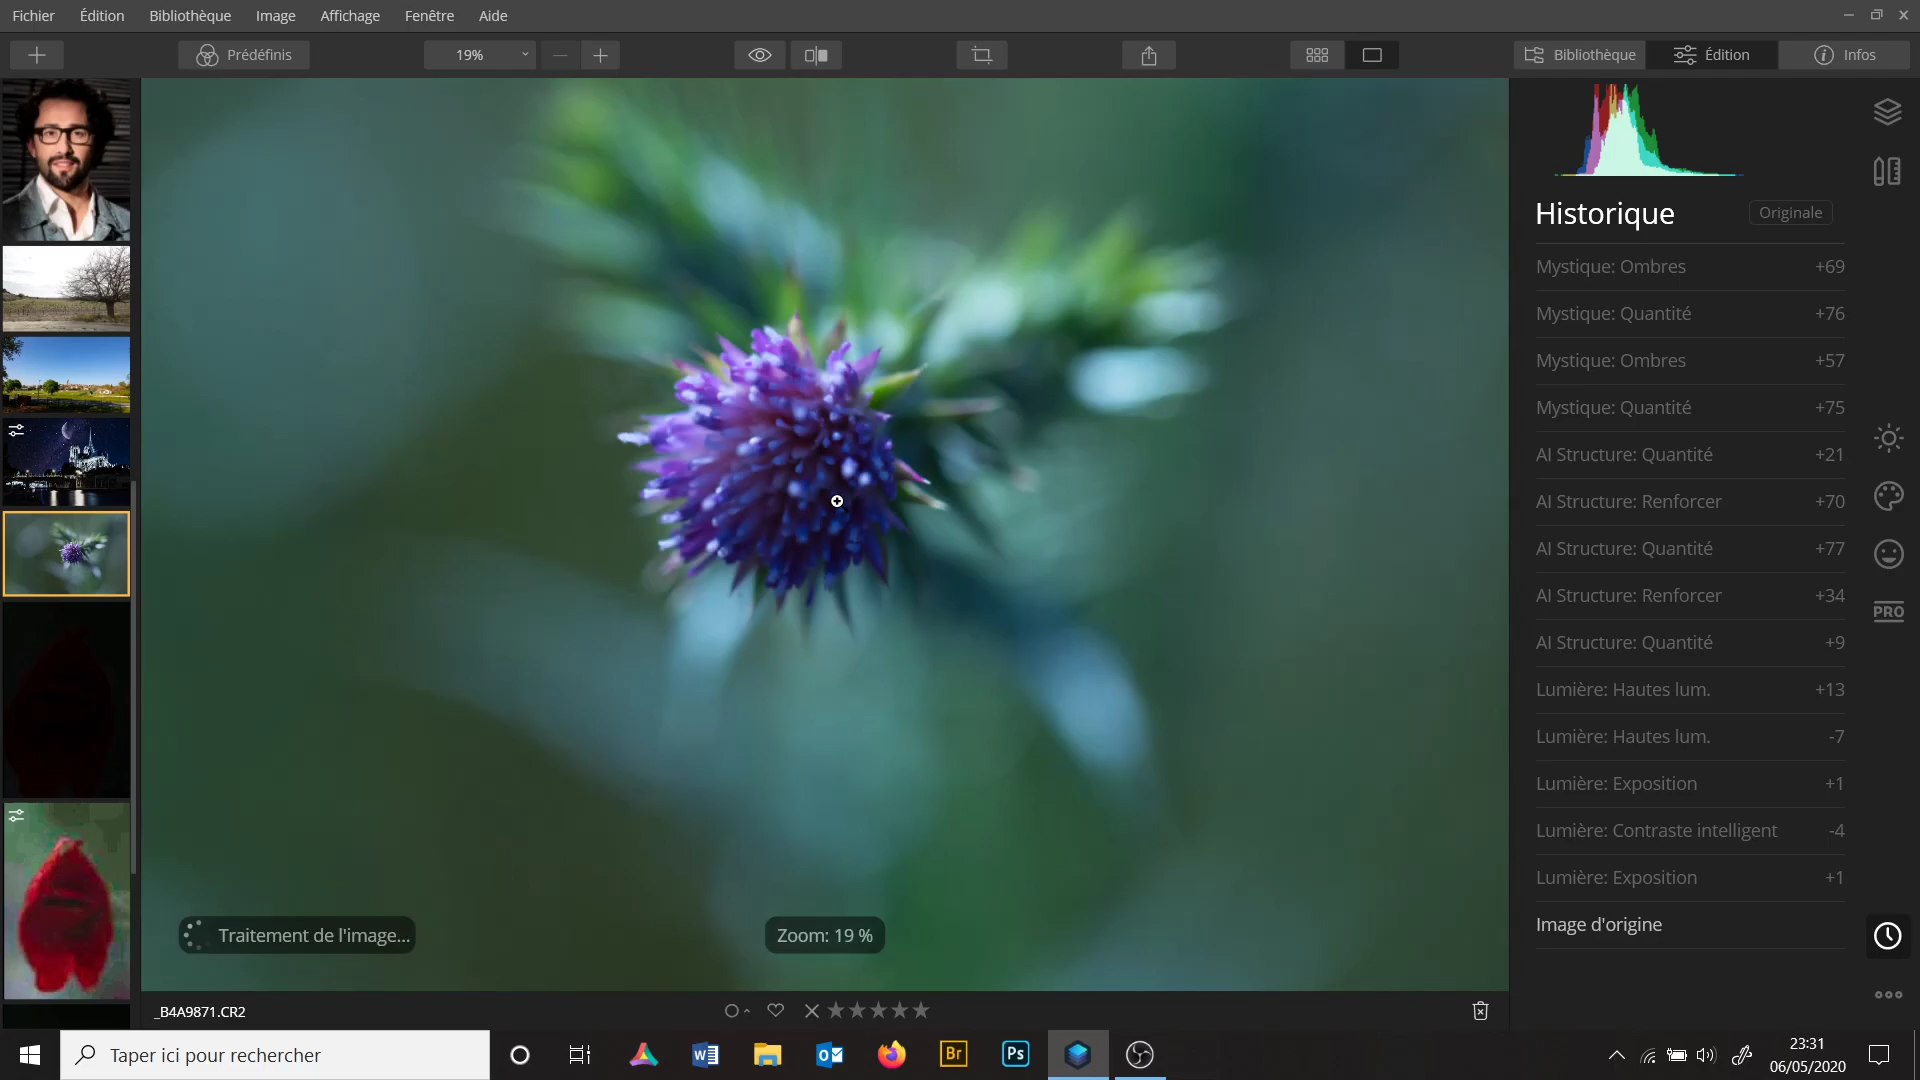 Fichier Édition Bibliothèque Image Affichage Fenêtre Aide
Prédéfinis 19% Bibliothèque Édition Infos
Historique Originale
Mystique: Ombres +69
Mystique: Quantité +76
Mystique: Ombres +57
Mystique: Quantité +75
AI Structure: Quantité +21
AI Structure: Renforcer +70
AI Structure: Quantité +77
AI Structure: Renforcer +34
PRO
AI Structure: Quantité +9
Lumière: Hautes lum. +13
Lumière: Hautes lum. -7
Lumière: Exposition +1
Lumière: Contraste intelligent -4
Lumière: Exposition +1
Image d'origine
Traitement de l'image... Zoom: 19 %
_B4A9871.CR2
Taper ici pour rechercher
Br
Ps
23:31
06/05/2020